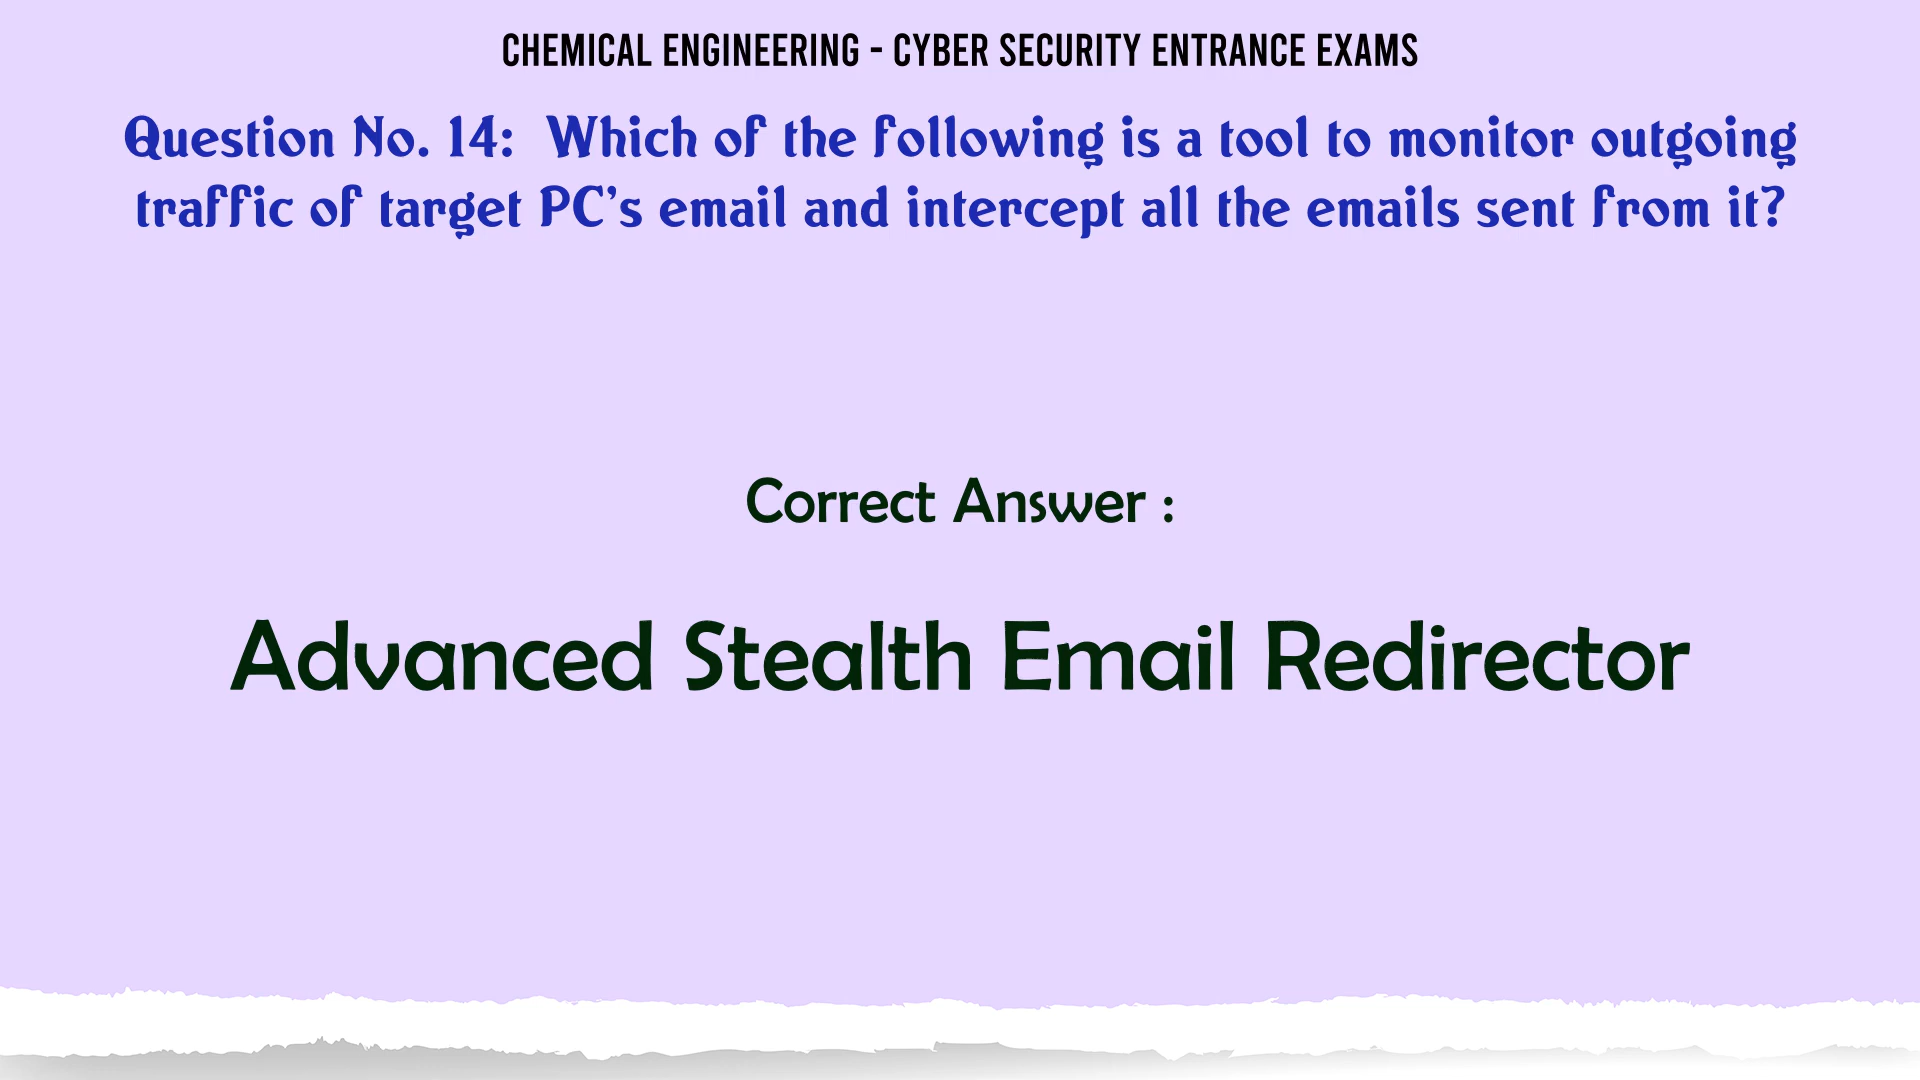 CHEMICAL ENGINEERING - CYBER SECURITY ENTRANCE EXAMS
Question No. 14:  Which of the following is a tool to monitor outgoing
traffic of target PC’s email and intercept all the emails sent from it?
Correct Answer :
Advanced Stealth Email Redirector